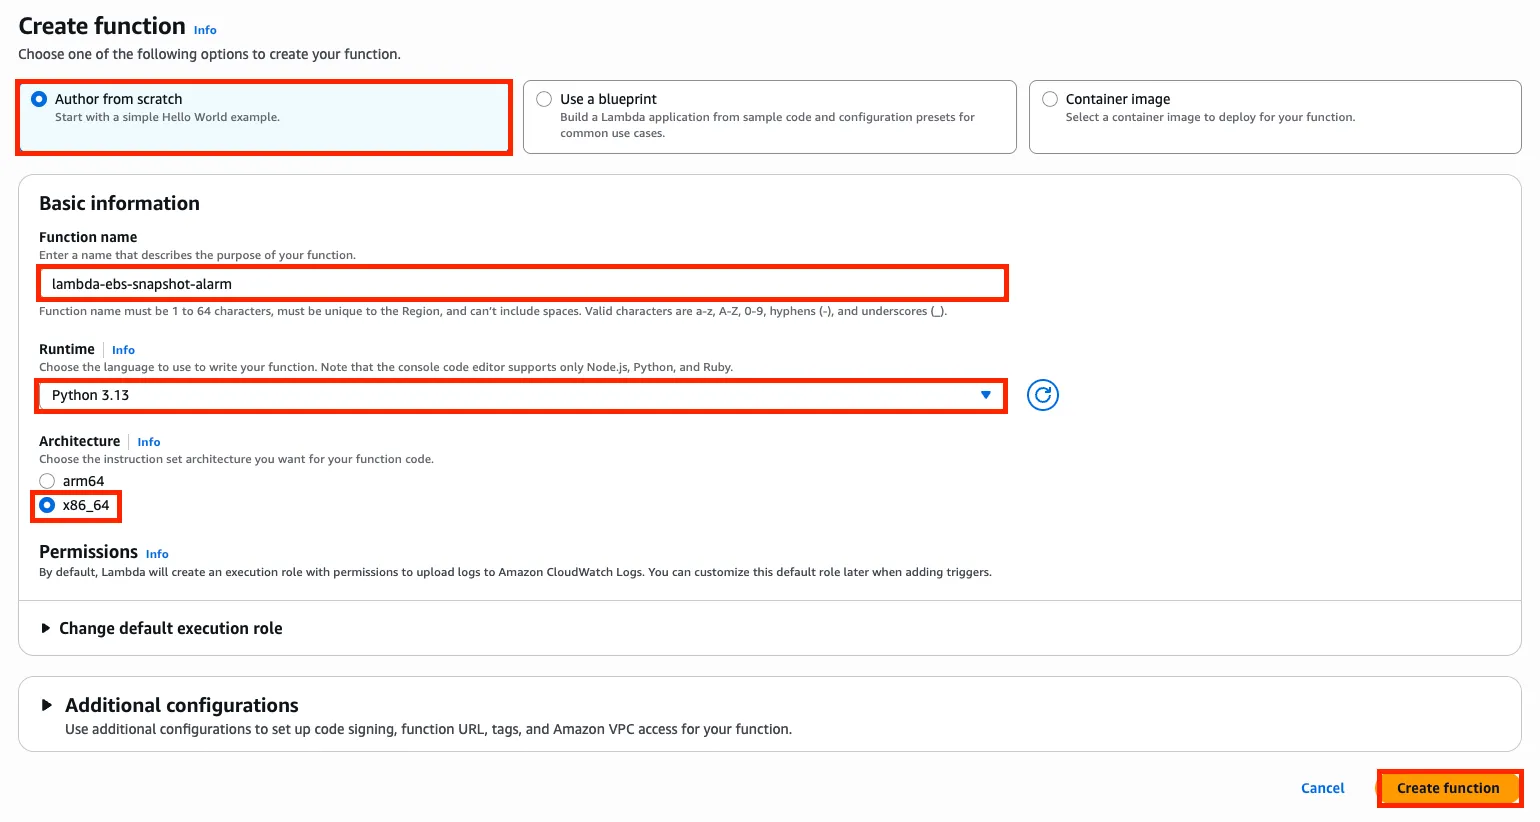 Create function Info
Choose one of the following options to create your function.
Author from scratch
Start with a simple Hello World example.
Use a blueprint
Build a Lambda application from sample code and configuration presets for
common use cases.
Container image
Select a container image to deploy for your function.
Basic information
Function name
Enter a name that describes the purpose of your function.
lambda-ebs-snapshot-alarm
Function name must be 1 to 64 characters, must be unique to the Region, and can't include spaces. Valid characters are a-z, A-Z, 0-9, hyphens (-), and underscores (_).
Runtime Info
Choose the language to use to write your function. Note that the console code editor supports only Node.js, Python, and Ruby.
Python 3.13
Architecture Info
Choose the instruction set architecture you want for your function code.
arm64
x86_64
Permissions Info
By default, Lambda will create an execution role with permissions to upload logs to Amazon CloudWatch Logs. You can customize this default role later when adding triggers.
Change default execution role
Additional configurations
Use additional configurations to set up code signing, function URL, tags, and Amazon VPC access for your function.
Cancel Create function